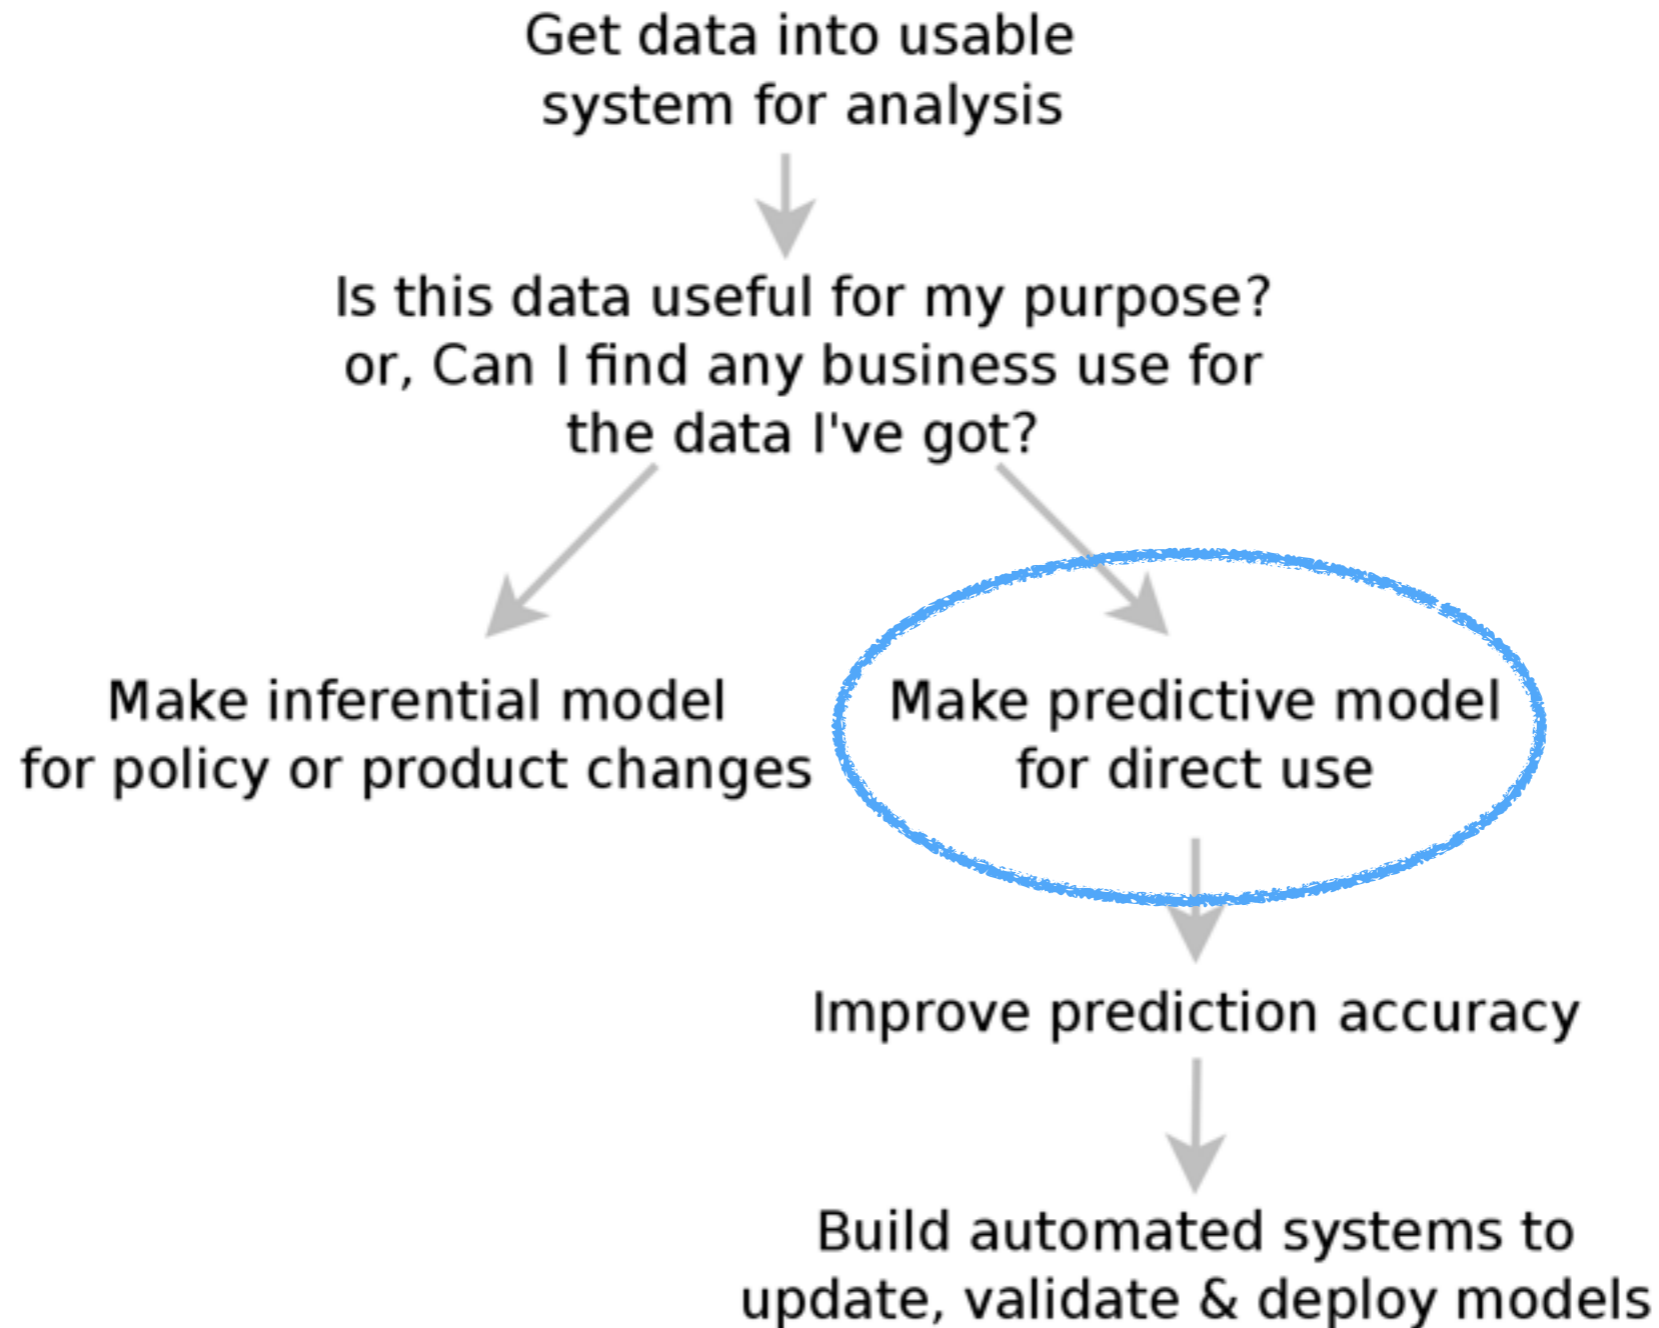 Get data into usable
system for analysis
Is this data useful for my purpose?
or, Can I find any business use for
the data I've got?
Make inferential model
for policy or product changes
Make predictive model
for direct use
Improve prediction accuracy
Build automated systems to
update, validate & deploy models